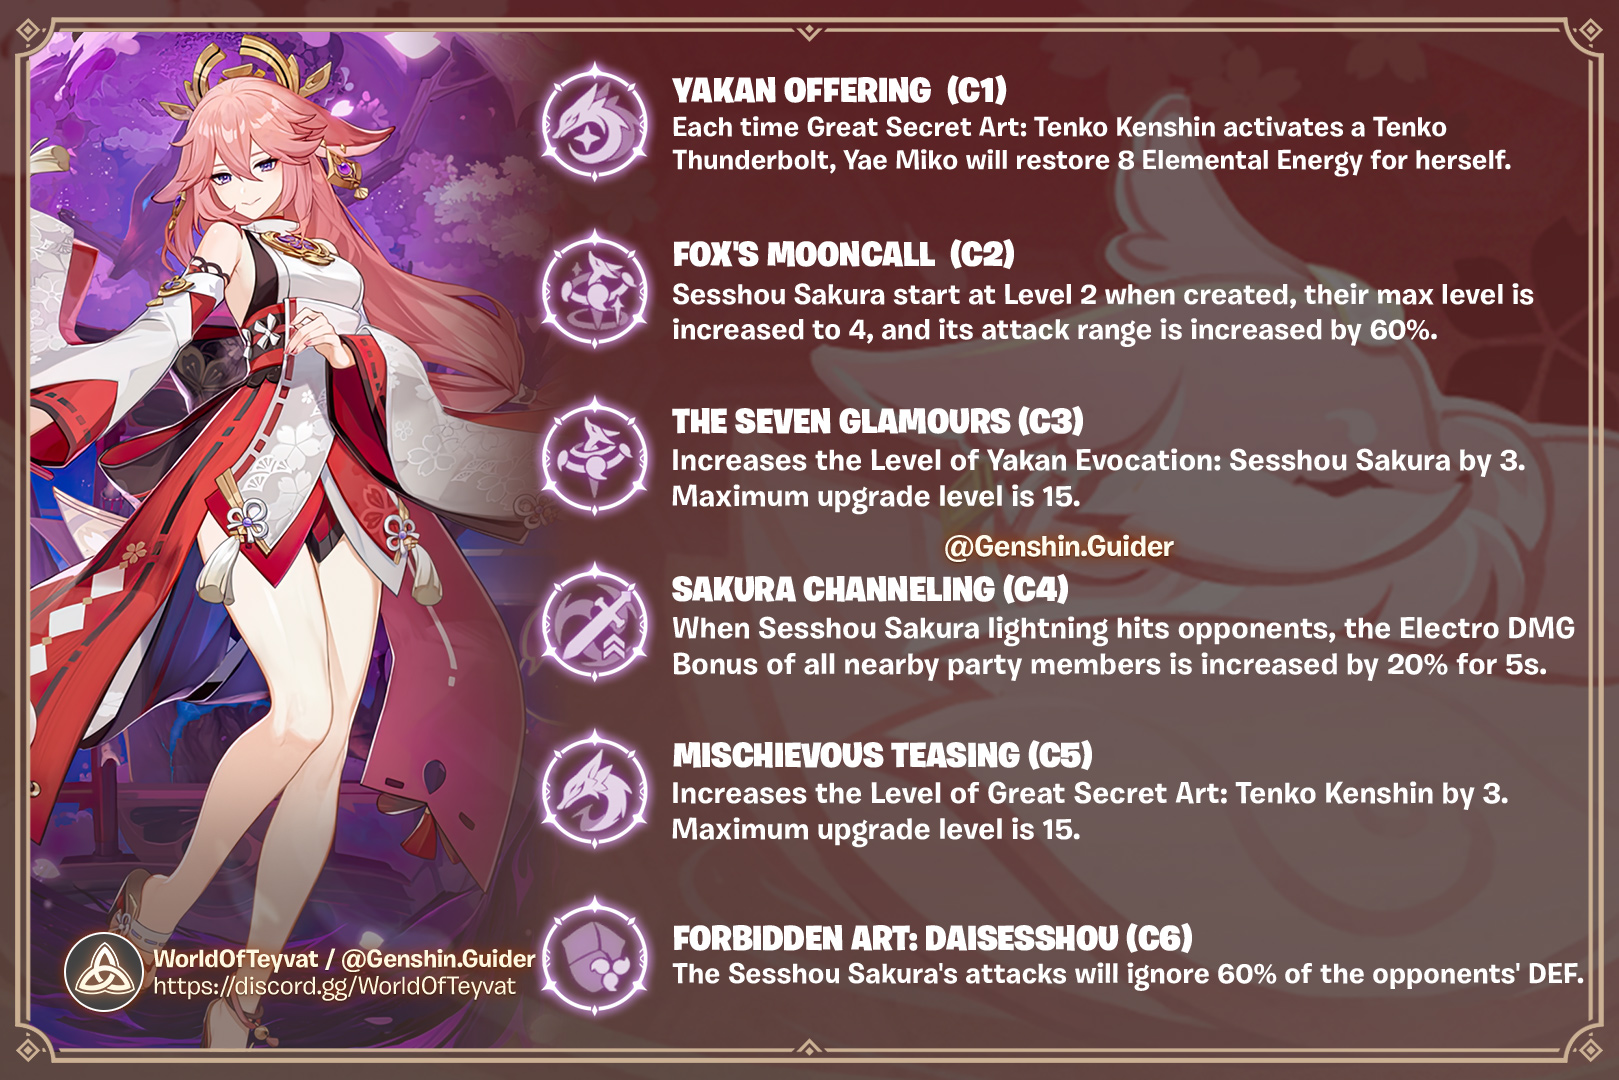 YAKAN OFFERING (C1)
Each time Great Secret Art: Tenko Kenshin activates a Tenko
Thunderbolt, Yae Miko will restore 8 Elemental Energy for herself.
FOX'S MOONCALL (C2)
Sesshou Sakura start at Level 2 when created, their max level is
increased to 4, and its attack range is increased by 60%.
THE SEVEN GLAMOURS (C3)
Increases the Level of Yakan Evocation: Sesshou Sakura by 3.
Maximum upgrade level is 15.
@Genshin.Guider
SAKURA CHANNELING (C4)
When Sesshou Sakura lightning hits opponents, the Electro DMG
Bonus of all nearby party members is increased by 20% for 5s.
MISCHIEVOUS TEASING (C5)
Increases the Level of Great Secret Art: Tenko Kenshin by 3.
Maximum upgrade level is 15.
FORBIDDEN ART: DAISESSHOU (C6)
The Sesshou Sakura's attacks will ignore 60% of the opponents' DEF.
WorldOfTeyvat / @Genshin.Guider
https://discord.gg/WorldOfTeyvat